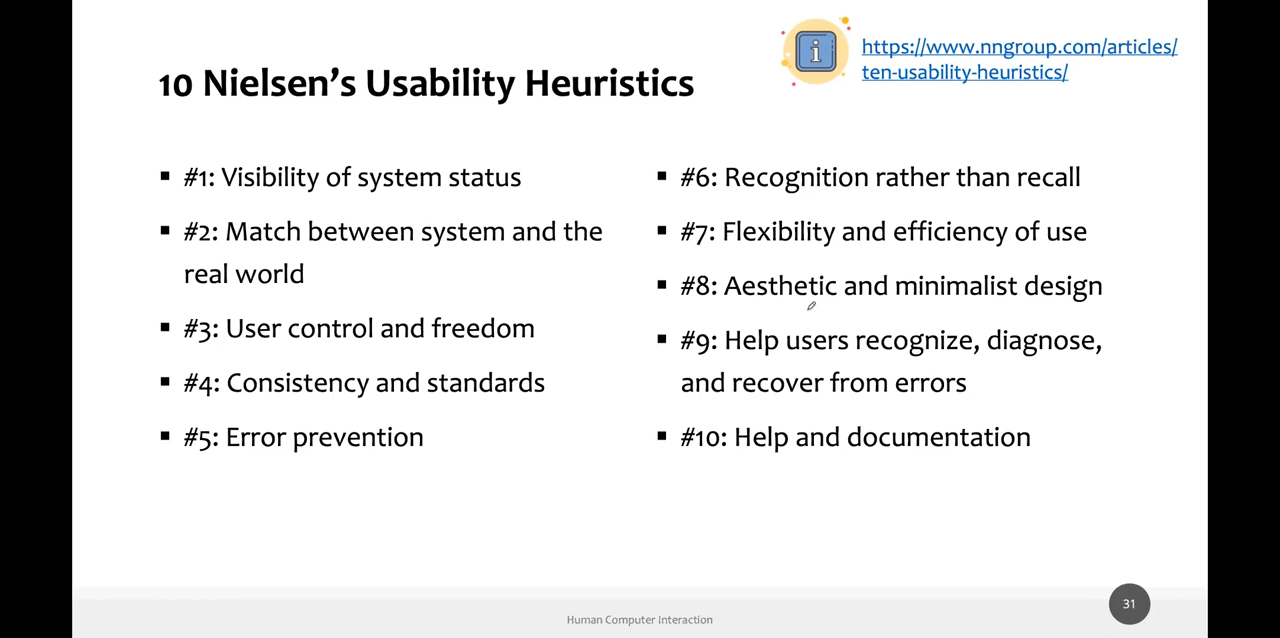 10 Nielsen’s Usability Heuristics
https://www.nngroup.com/articles/
ten-usability-heuristics/
▪ #1: Visibility of system status
▪ #2: Match between system and the
real world
▪ #3: User control and freedom
▪ #4: Consistency and standards
▪ #5: Error prevention
▪ #6: Recognition rather than recall
▪ #7: Flexibility and efficiency of use
▪ #8: Aesthetic and minimalist design
▪ #9: Help users recognize, diagnose,
and recover from errors
▪ #10: Help and documentation
Human Computer Interaction
31